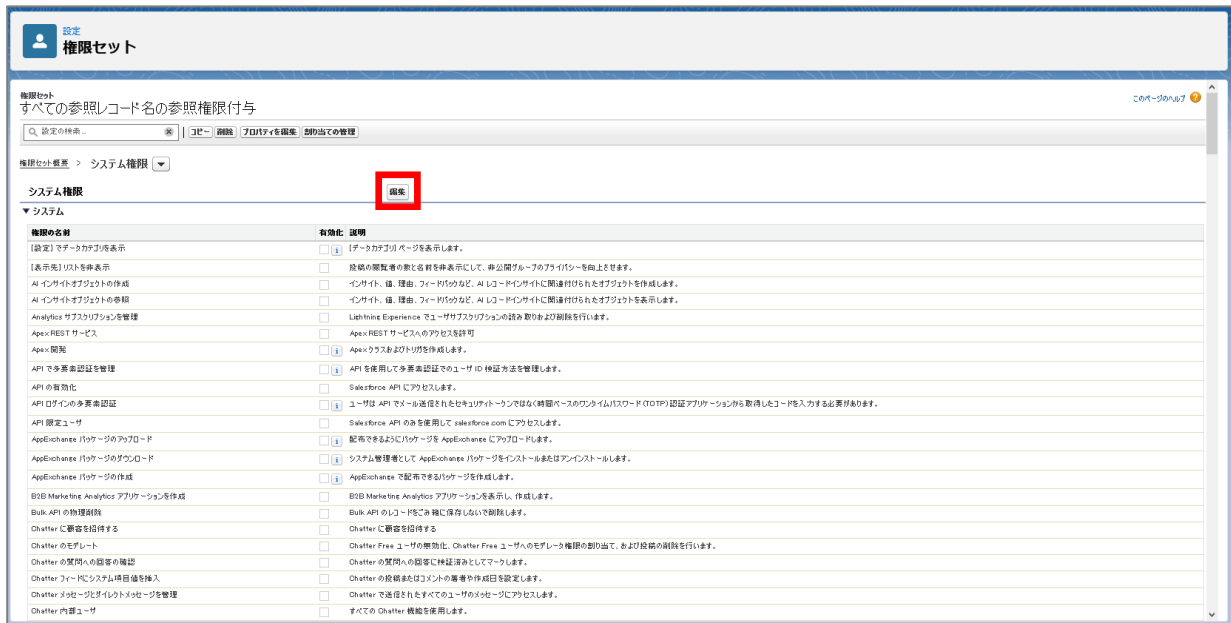 設定
権限セット
権限セット
すべての参照レコード名の参照権限付与
このページのヘルプ
設定の検索...
コピー 削除 プロパティを編集 割り当ての管理
権限セット概要 > システム権限
システム権限 編集
システム
権限の名前 有効化 説明
[設定] でデータカテゴリを表示 [データカテゴリ] ページを表示します。
[表示先] リストを非表示 投稿の閲覧者の数と名前を非表示にして、非公開グループのプライバシーを向上させます。
AI インサイトオブジェクトの作成 インサイト、値、理由、フィードバックなど、AI レコードインサイトに関連付けられたオブジェクトを作成します。
AI インサイトオブジェクトの参照 インサイト、値、理由、フィードバックなど、AI レコードインサイトに関連付けられたオブジェクトを表示します。
Analytics サブスクリプションを管理 Lightning Experience でユーザサブスクリプションの読み取りおよび削除を行います。
Apex REST サービス Apex REST サービスへのアクセスを許可
Apex 開発 Apex クラスおよびトリガを作成します。
API で多要素認証を管理 API を使用して多要素認証でのユーザ ID 検証方法を管理します。
API の有効化 Salesforce API にアクセスします。
API ログインの多要素認証 ユーザは API でメール送信されたセキュリティトークンではなく時間ベースのワンタイムパスワード (TOTP) 認証アプリケーションから取得したコードを入力する必要があります。
API 限定ユーザ Salesforce API のみを使用して salesforce.com にアクセスします。
AppExchange パッケージのアップロード 配布できるようにパッケージを AppExchange にアップロードします。
AppExchange パッケージのダウンロード システム管理者として AppExchange パッケージをインストールまたはアンインストールします。
AppExchange パッケージの作成 AppExchange で配布できるパッケージを作成します。
B2B Marketing Analytics アプリケーションを作成 B2B Marketing Analytics アプリケーションを表示し、作成します。
Bulk API の物理削除 Bulk API のレコードをごみ箱に保存しないで削除します。
Chatter に顧客を招待する Chatter に顧客を招待する
Chatter のモデレート Chatter Free ユーザの無効化、Chatter Free ユーザへのモデレータ権限の割り当て、および投稿の削除を行います。
Chatter の質問への回答の確認 Chatter の質問への回答に検証済みとしてマークします。
Chatter フィードにシステム項目値を挿入 Chatter の投稿またはコメントの署者や作成日を設定します。
Chatter メッセージとダイレクトメッセージを管理 Chatter で送信されたすべてのユーザのメッセージにアクセスします。
Chatter 内部ユーザ すべての Chatter 機能を使用します。